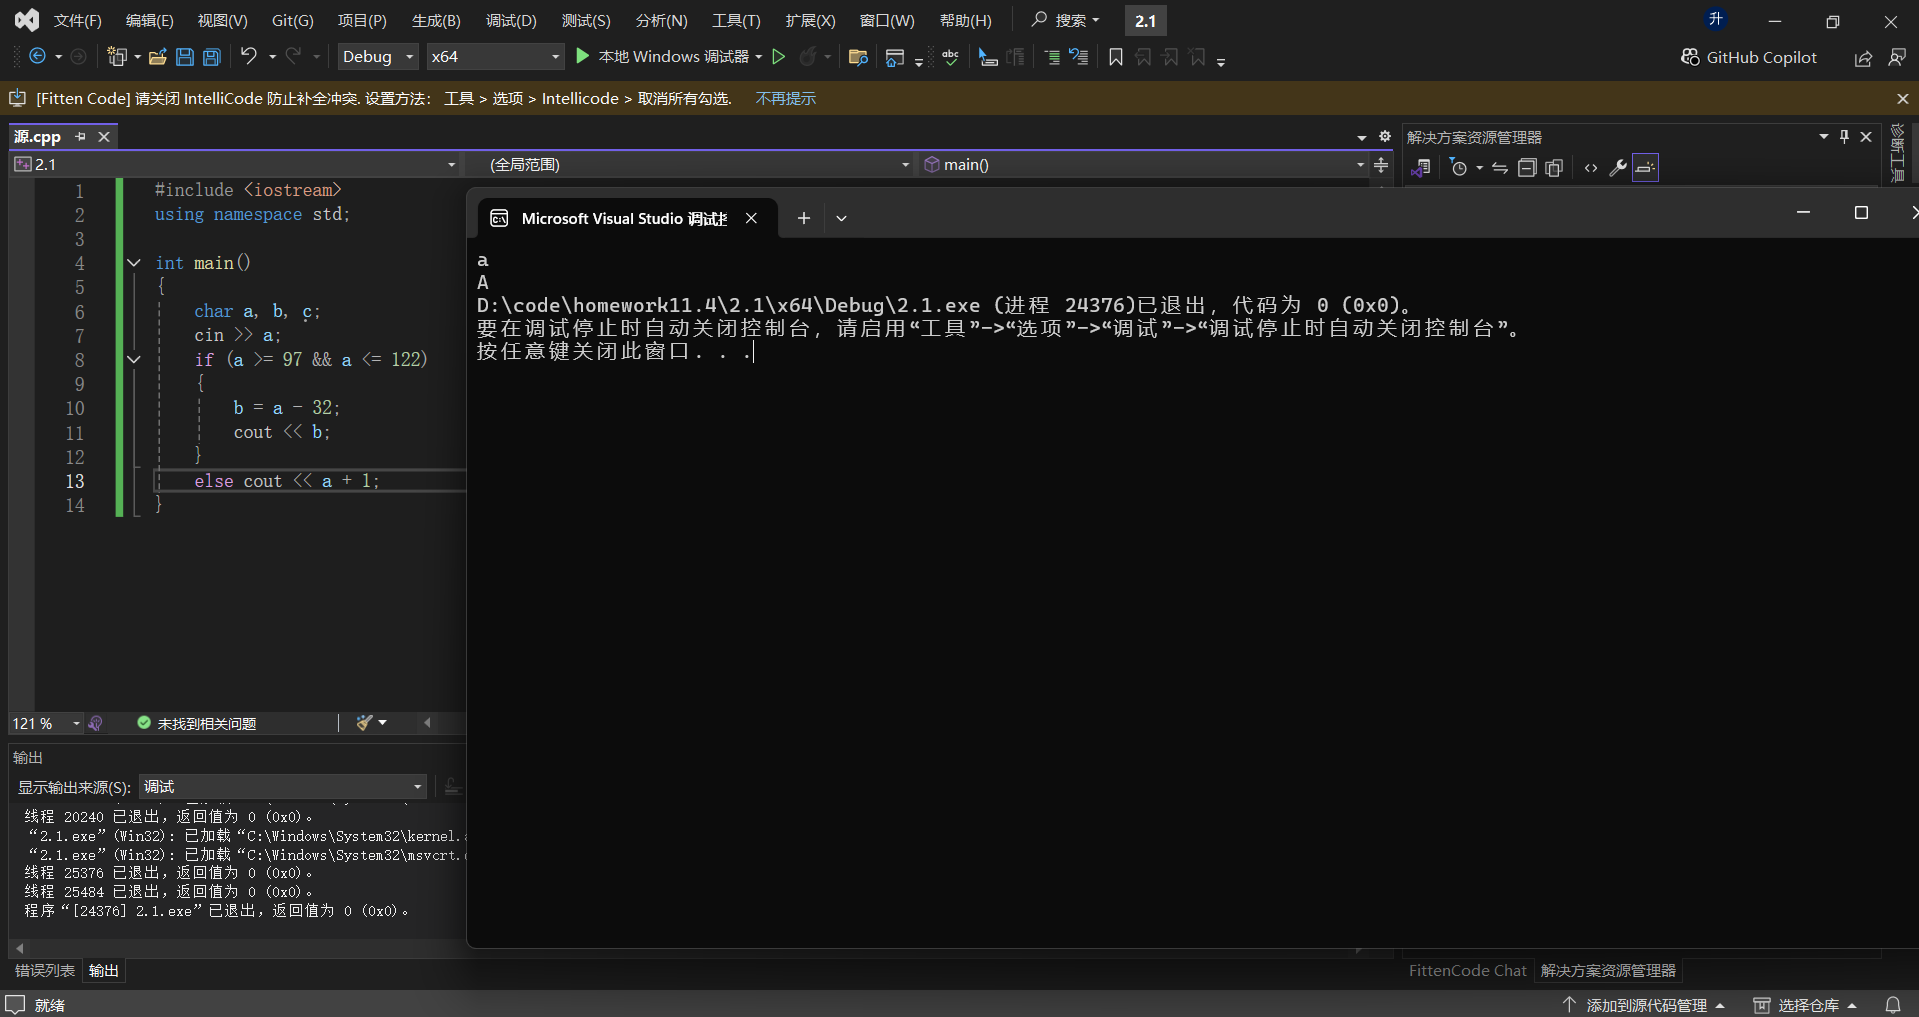 文件(F) 编辑(E) 视图(V) Git(G) 项目(P) 生成(B) 调试(D) 测试(S) 分析(N) 工具(T) 扩展(X) 窗口(W) 帮助(H) 搜索 2.1 升
Debug x64 本地 Windows 调试器 abc GitHub Copilot
[Fitten Code] 请关闭 IntelliCode 防止补全冲突. 设置方法： 工具 > 选项 > Intellicode > 取消所有勾选. 不再提示
源.cpp
解决方案资源管理器
诊断工具
2.1 (全局范围) main()
1 #include <iostream>
2 using namespace std;
3
4 int main()
5 {
6 char a, b, c;
7 cin >> a;
8 if (a >= 97 && a <= 122)
9 {
10 b = a - 32;
11 cout << b;
12 }
13 else cout << a + 1;
14 }
Microsoft Visual Studio 调试控
a
A
D:\code\homework11.4\2.1\x64\Debug\2.1.exe (进程 24376)已退出，代码为 0 (0x0)。
要在调试停止时自动关闭控制台，请启用“工具”->“选项”->“调试”->“调试停止时自动关闭控制台”。
按任意键关闭此窗口. . .
121 % 未找到相关问题
输出
显示输出来源(S): 调试
线程 20240 已退出，返回值为 0 (0x0)。
“2.1.exe”(Win32): 已加载“C:\Windows\System32\kernel.a
“2.1.exe”(Win32): 已加载“C:\Windows\System32\msvcrt.d
线程 25376 已退出，返回值为 0 (0x0)。
线程 25484 已退出，返回值为 0 (0x0)。
程序“[24376] 2.1.exe”已退出，返回值为 0 (0x0)。
错误列表 输出
FittenCode Chat 解决方案资源管理器
就绪 添加到源代码管理 选择仓库